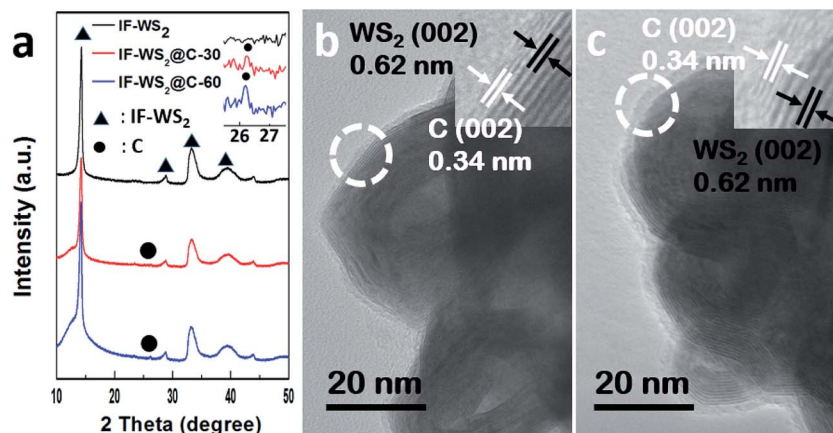 a
IF-WS₂
IF-WS₂@C-30
IF-WS₂@C-60
▲ : IF-WS₂
● : C
26 27
Intensity (a.u.)
10 20 30 40 50
2 Theta (degree)
b
WS₂ (002)
0.62 nm
C (002)
0.34 nm
20 nm
c
C (002)
0.34 nm
WS₂ (002)
0.62 nm
20 nm